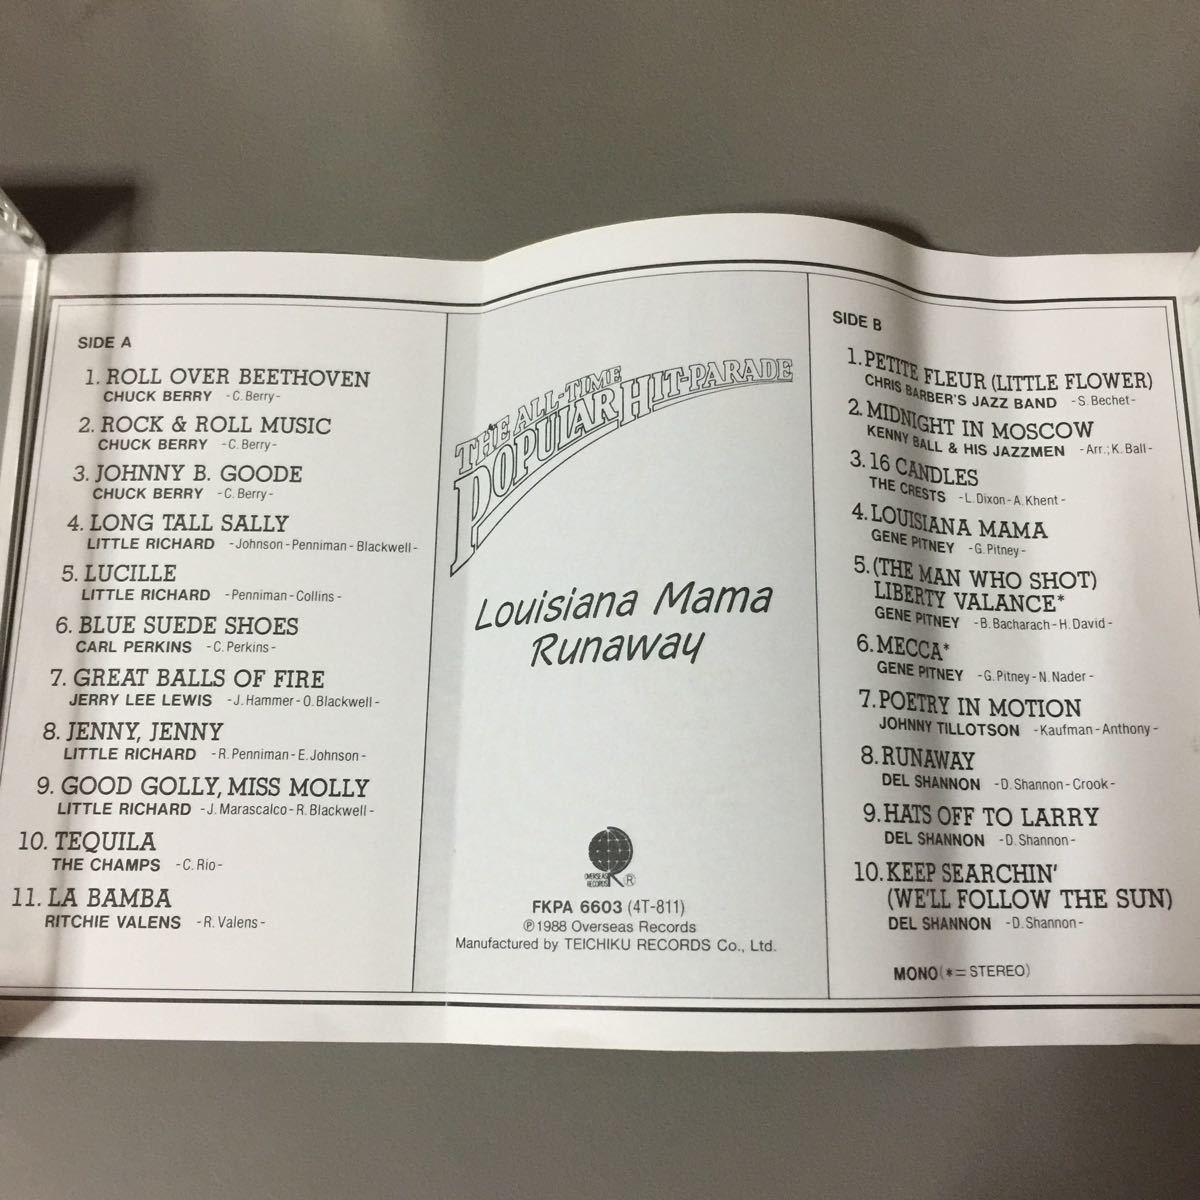 SIDE A
1. ROLL OVER BEETHOVEN
CHUCK BERRY -C. Berry-
2. ROCK & ROLL MUSIC
CHUCK BERRY -C. Berry-
3. JOHNNY B. GOODE
CHUCK BERRY -C. Berry-
4. LONG TALL SALLY
LITTLE RICHARD -Johnson-Penniman-Blackwell-
5. LUCILLE
LITTLE RICHARD -Penniman-Collins-
6. BLUE SUEDE SHOES
CARL PERKINS -C. Perkins-
7. GREAT BALLS OF FIRE
JERRY LEE LEWIS -J. Hammer-O. Blackwell-
8. JENNY, JENNY
LITTLE RICHARD -R. Penniman-E. Johnson-
9. GOOD GOLLY, MISS MOLLY
LITTLE RICHARD -J. Marascalco-R. Blackwell-
10. TEQUILA
THE CHAMPS -C. Rio-
11. LA BAMBA
RITCHIE VALENS -R. Valens-
THE ALL-TIME
POPULAR HIT-PARADE
Louisiana Mama
Runaway
OVERSEAS
RECORDS ®
FKPA 6603 (4T-811)
℗1988 Overseas Records
Manufactured by TEICHIKU RECORDS Co., Ltd.
SIDE B
1. PETITE FLEUR (LITTLE FLOWER)
CHRIS BARBER'S JAZZ BAND -S. Bechet-
2. MIDNIGHT IN MOSCOW
KENNY BALL & HIS JAZZMEN -Arr.; K. Ball-
3. 16 CANDLES
THE CRESTS -L. Dixon-A. Khent-
4. LOUISIANA MAMA
GENE PITNEY -G. Pitney-
5. (THE MAN WHO SHOT)
LIBERTY VALANCE*
GENE PITNEY -B. Bacharach-H. David-
6. MECCA*
GENE PITNEY -G. Pitney-N. Nader-
7. POETRY IN MOTION
JOHNNY TILLOTSON -Kaufman-Anthony-
8. RUNAWAY
DEL SHANNON -D. Shannon-Crook-
9. HATS OFF TO LARRY
DEL SHANNON -D. Shannon-
10. KEEP SEARCHIN'
(WE'LL FOLLOW THE SUN)
DEL SHANNON -D. Shannon-
MONO (*=STEREO)